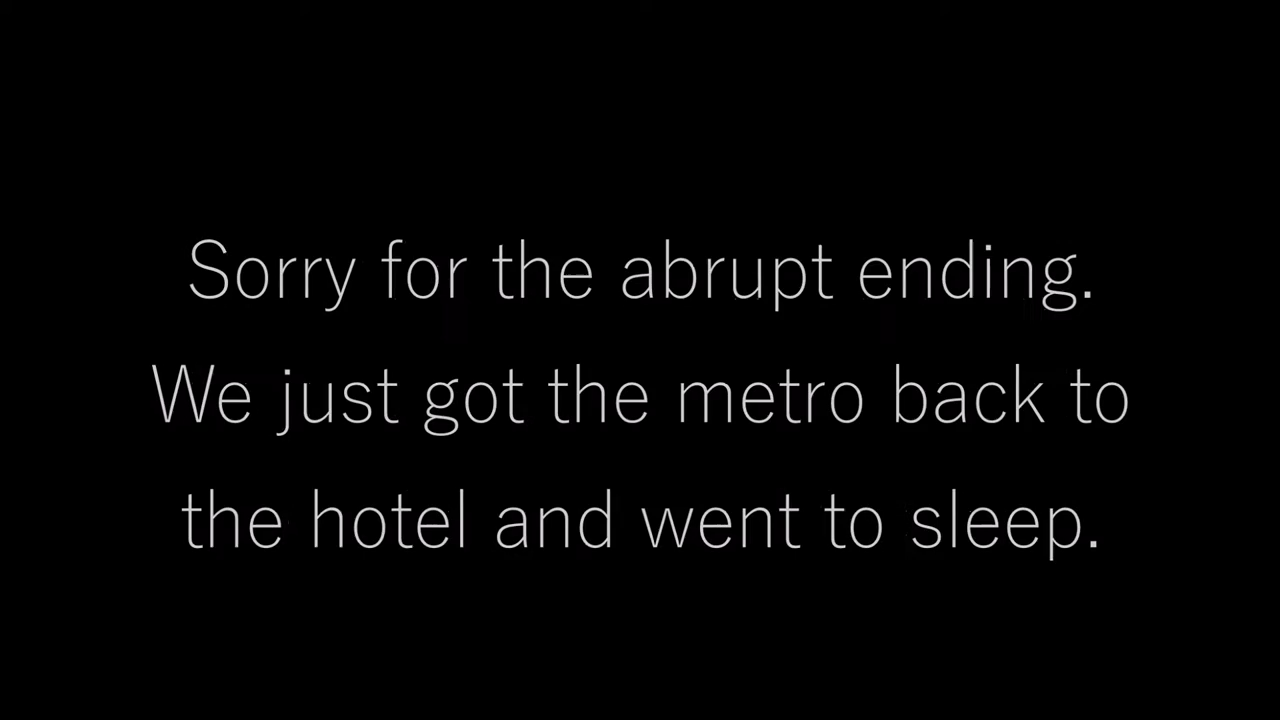 Sorry for the abrupt ending.
We just got the metro back to
the hotel and went to sleep.